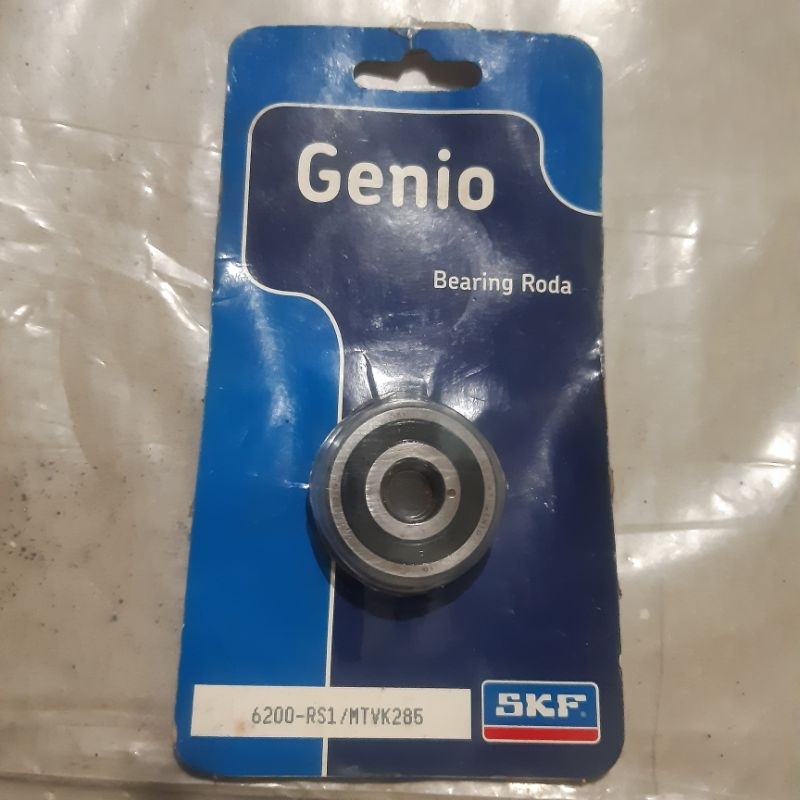 Genio
Bearing Roda
6200-RS1/MTVK286
SKF